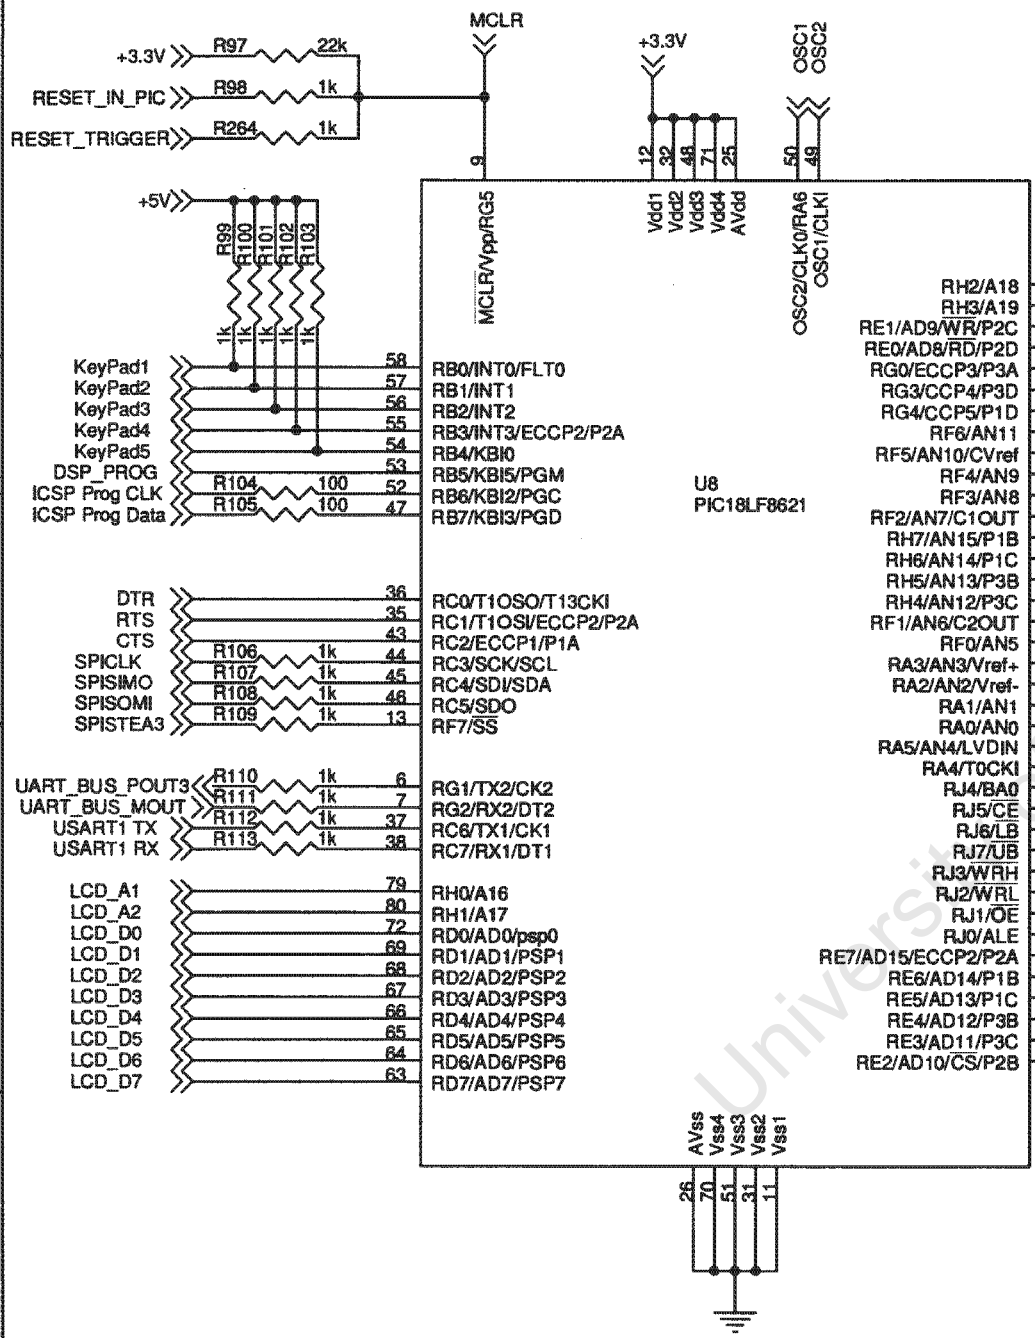 MCLR
+3.3V R97 22k
RESET_IN_PIC R98 1k
RESET_TRIGGER R264 1k
+3.3V
OSC1
OSC2
9
12
32
48
71
25
50
49
+5V
R99
R100
R101
R102
R103
1k
1k
1k
1k
1k
MCLR/Vpp/RG5
Vdd1
Vdd2
Vdd3
Vdd4
AVdd
OSC2/CLK0/RA6
OSC1/CLKI
KeyPad1 58 RB0/INT0/FLT0
KeyPad2 57 RB1/INT1
KeyPad3 56 RB2/INT2
KeyPad4 55 RB3/INT3/ECCP2/P2A
KeyPad5 54 RB4/KBI0
DSP_PROG 53 RB5/KBI5/PGM
ICSP Prog CLK R104 100 52 RB6/KBI2/PGC
ICSP Prog Data R105 100 47 RB7/KBI3/PGD
U8
PIC18LF8621
DTR 36 RC0/T1OSO/T13CKI
RTS 35 RC1/T1OSI/ECCP2/P2A
CTS 43 RC2/ECCP1/P1A
SPICLK R106 1k 44 RC3/SCK/SCL
SPISIMO R107 1k 45 RC4/SDI/SDA
SPISOMI R108 1k 46 RC5/SDO
SPISTEA3 R109 1k 13 RF7/SS
UART_BUS_POUT3 R110 1k 6 RG1/TX2/CK2
UART_BUS_MOUT R111 1k 7 RG2/RX2/DT2
USART1 TX R112 1k 37 RC6/TX1/CK1
USART1 RX R113 1k 38 RC7/RX1/DT1
LCD_A1 79 RH0/A16
LCD_A2 80 RH1/A17
LCD_D0 72 RD0/AD0/psp0
LCD_D1 69 RD1/AD1/PSP1
LCD_D2 68 RD2/AD2/PSP2
LCD_D3 67 RD3/AD3/PSP3
LCD_D4 66 RD4/AD4/PSP4
LCD_D5 65 RD5/AD5/PSP5
LCD_D6 64 RD6/AD6/PSP6
LCD_D7 63 RD7/AD7/PSP7
RH2/A18
RH3/A19
RE1/AD9/WR/P2C
RE0/AD8/RD/P2D
RG0/ECCP3/P3A
RG3/CCP4/P3D
RG4/CCP5/P1D
RF6/AN11
RF5/AN10/CVref
RF4/AN9
RF3/AN8
RF2/AN7/C1OUT
RH7/AN15/P1B
RH6/AN14/P1C
RH5/AN13/P3B
RH4/AN12/P3C
RF1/AN6/C2OUT
RF0/AN5
RA3/AN3/Vref+
RA2/AN2/Vref-
RA1/AN1
RA0/AN0
RA5/AN4/LVDIN
RA4/T0CKI
RJ4/BA0
RJ5/CE
RJ6/LB
RJ7/UB
RJ3/WRH
RJ2/WRL
RJ1/OE
RJ0/ALE
RE7/AD15/ECCP2/P2A
RE6/AD14/P1B
RE5/AD13/P1C
RE4/AD12/P3B
RE3/AD11/P3C
RE2/AD10/CS/P2B
University
AVss
Vss4
Vss3
Vss2
Vss1
26
70
51
31
11